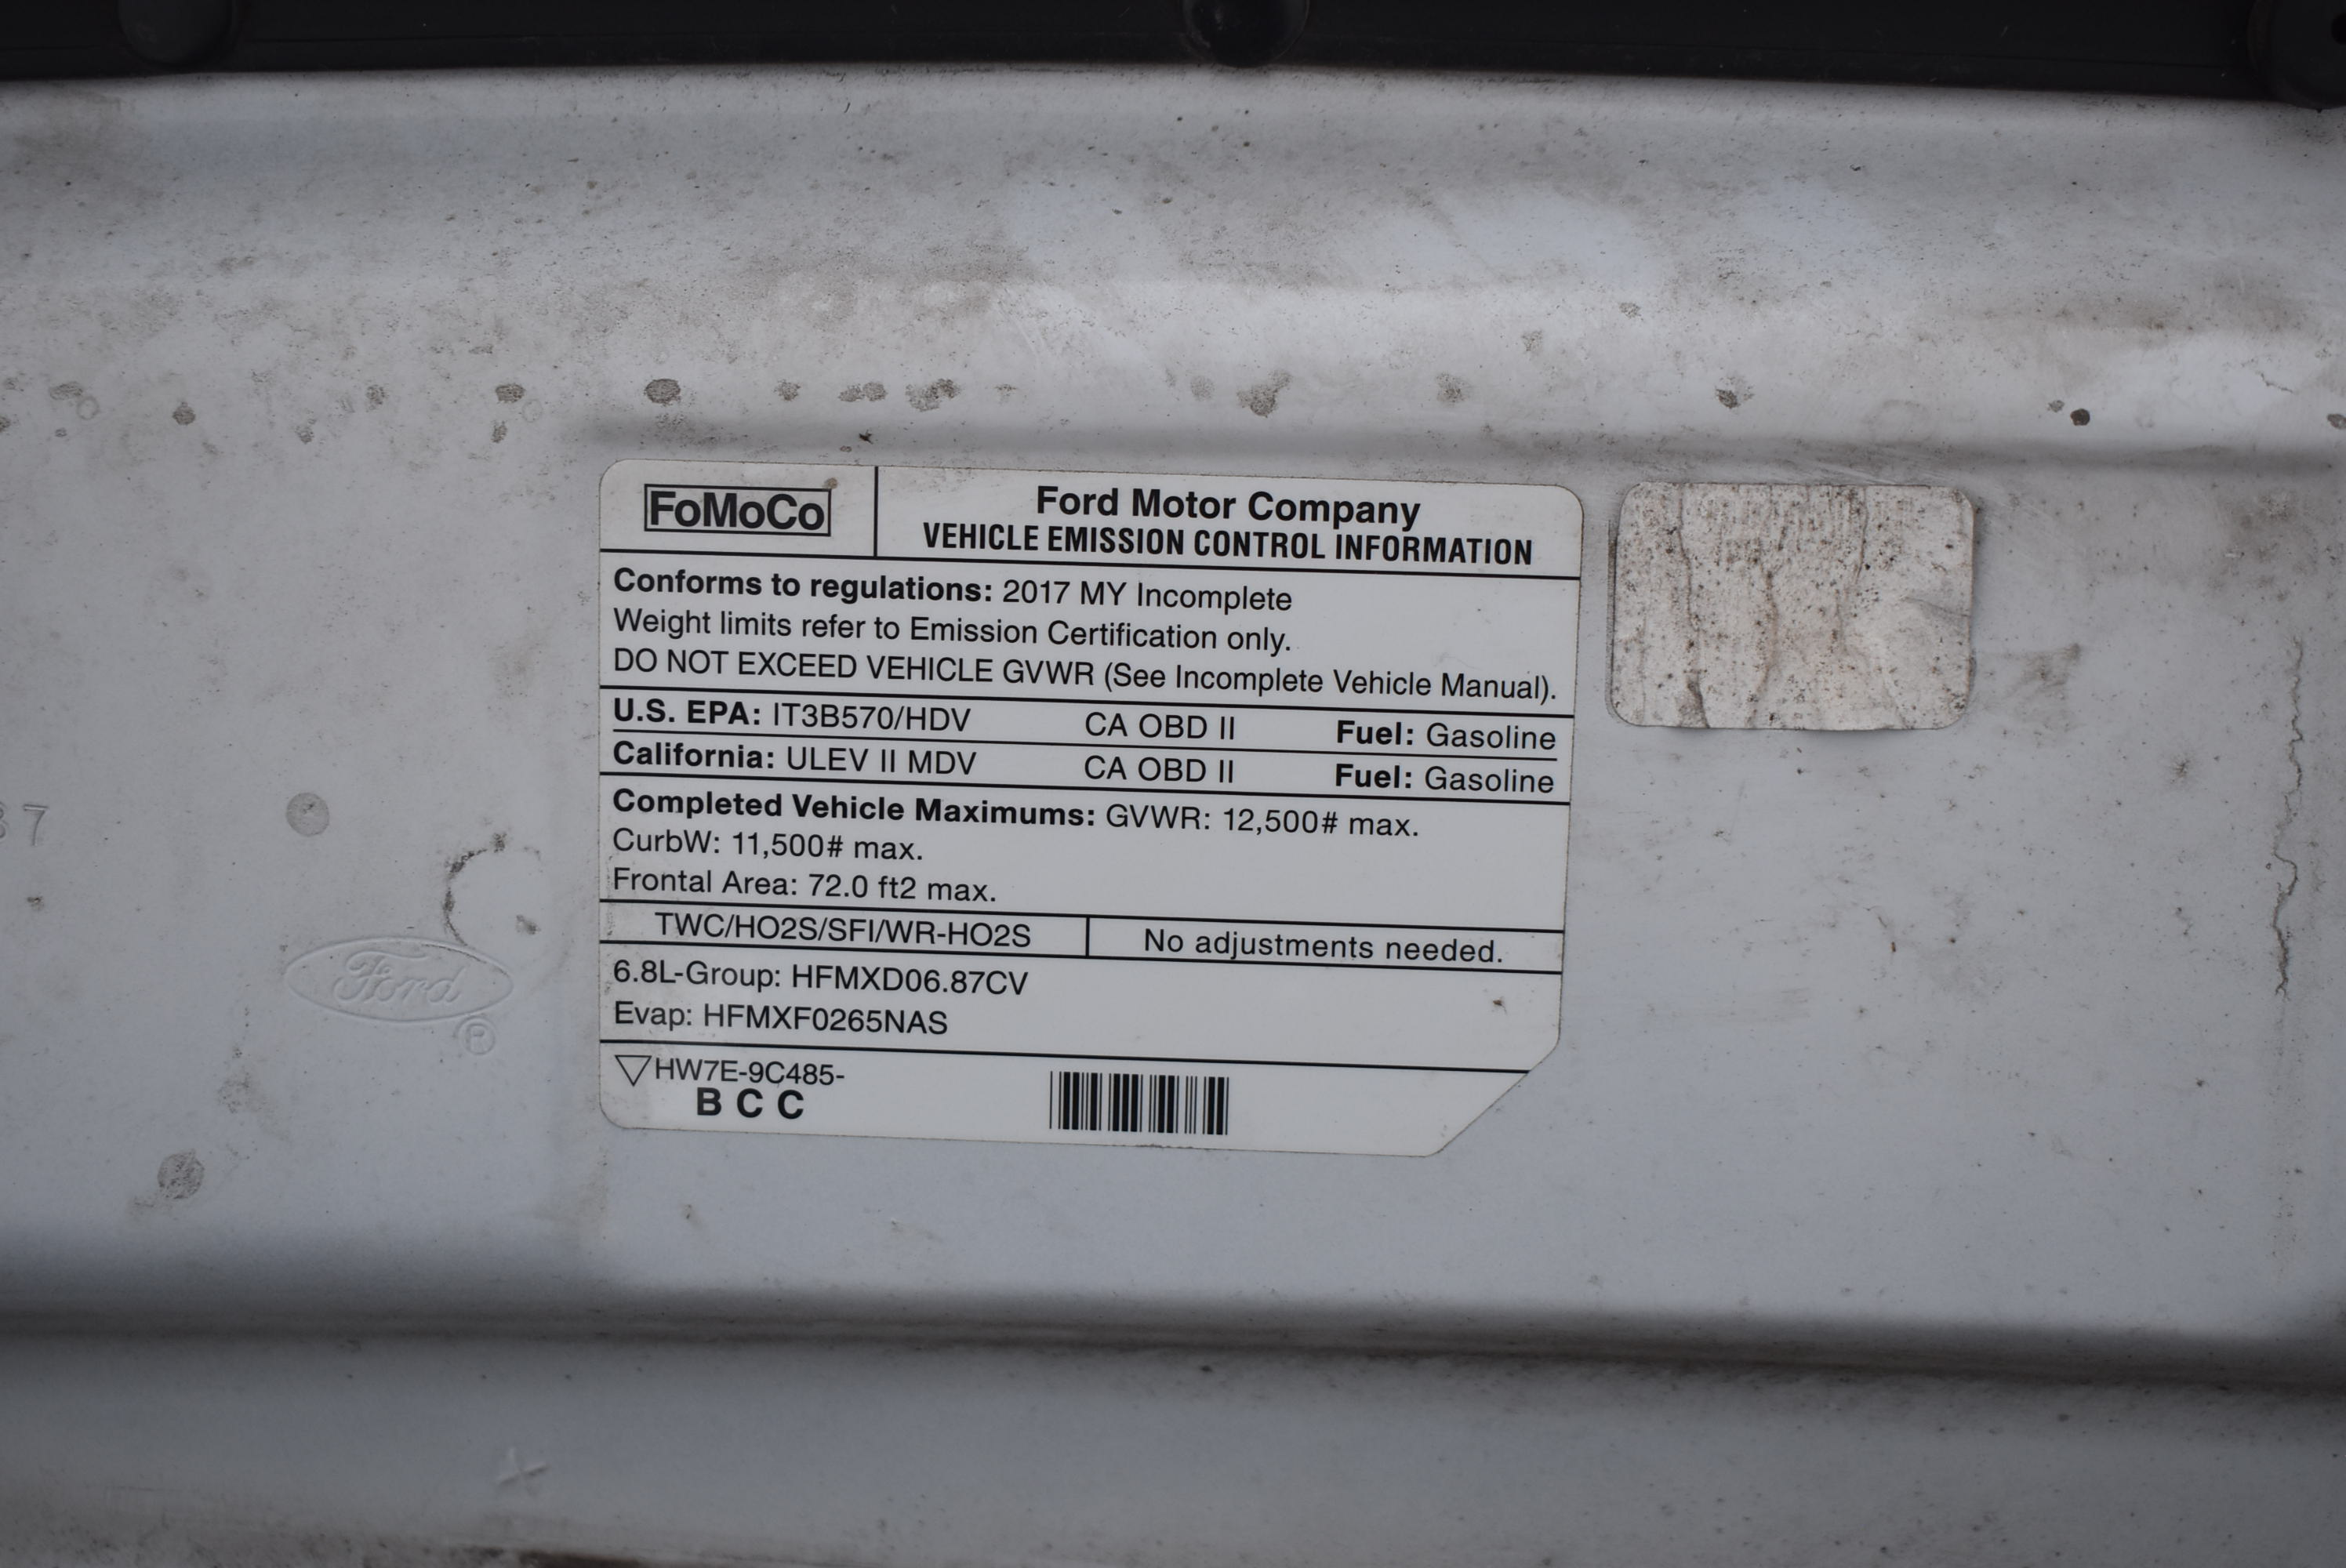 FoMoCo
Ford Motor Company
VEHICLE EMISSION CONTROL INFORMATION
Conforms to regulations: 2017 MY Incomplete
Weight limits refer to Emission Certification only.
DO NOT EXCEED VEHICLE GVWR (See Incomplete Vehicle Manual).
U.S. EPA: IT3B570/HDV CA OBD II Fuel: Gasoline
California: ULEV II MDV CA OBD II Fuel: Gasoline
Completed Vehicle Maximums: GVWR: 12,500# max.
CurbW: 11,500# max.
Frontal Area: 72.0 ft2 max.
TWC/HO2S/SFI/WR-HO2S No adjustments needed.
6.8L-Group: HFMXD06.87CV
Evap: HFMXF0265NAS
HW7E-9C485-
B C C
Ford
®